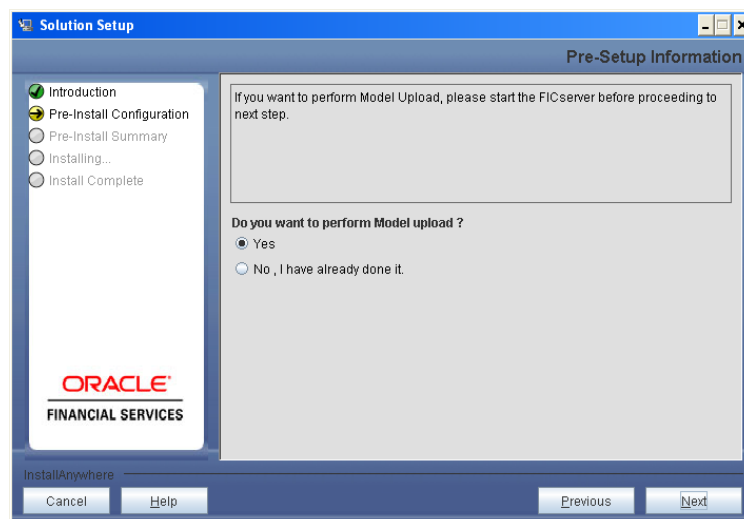 Solution Setup
Pre-Setup Information
Introduction
Pre-Install Configuration
Pre-Install Summary
Installing...
Install Complete
If you want to perform Model Upload, please start the FICserver before proceeding to
next step.
Do you want to perform Model upload ?
Yes
No , I have already done it.
ORACLE
FINANCIAL SERVICES
InstallAnywhere
Cancel
Help
Previous
Next